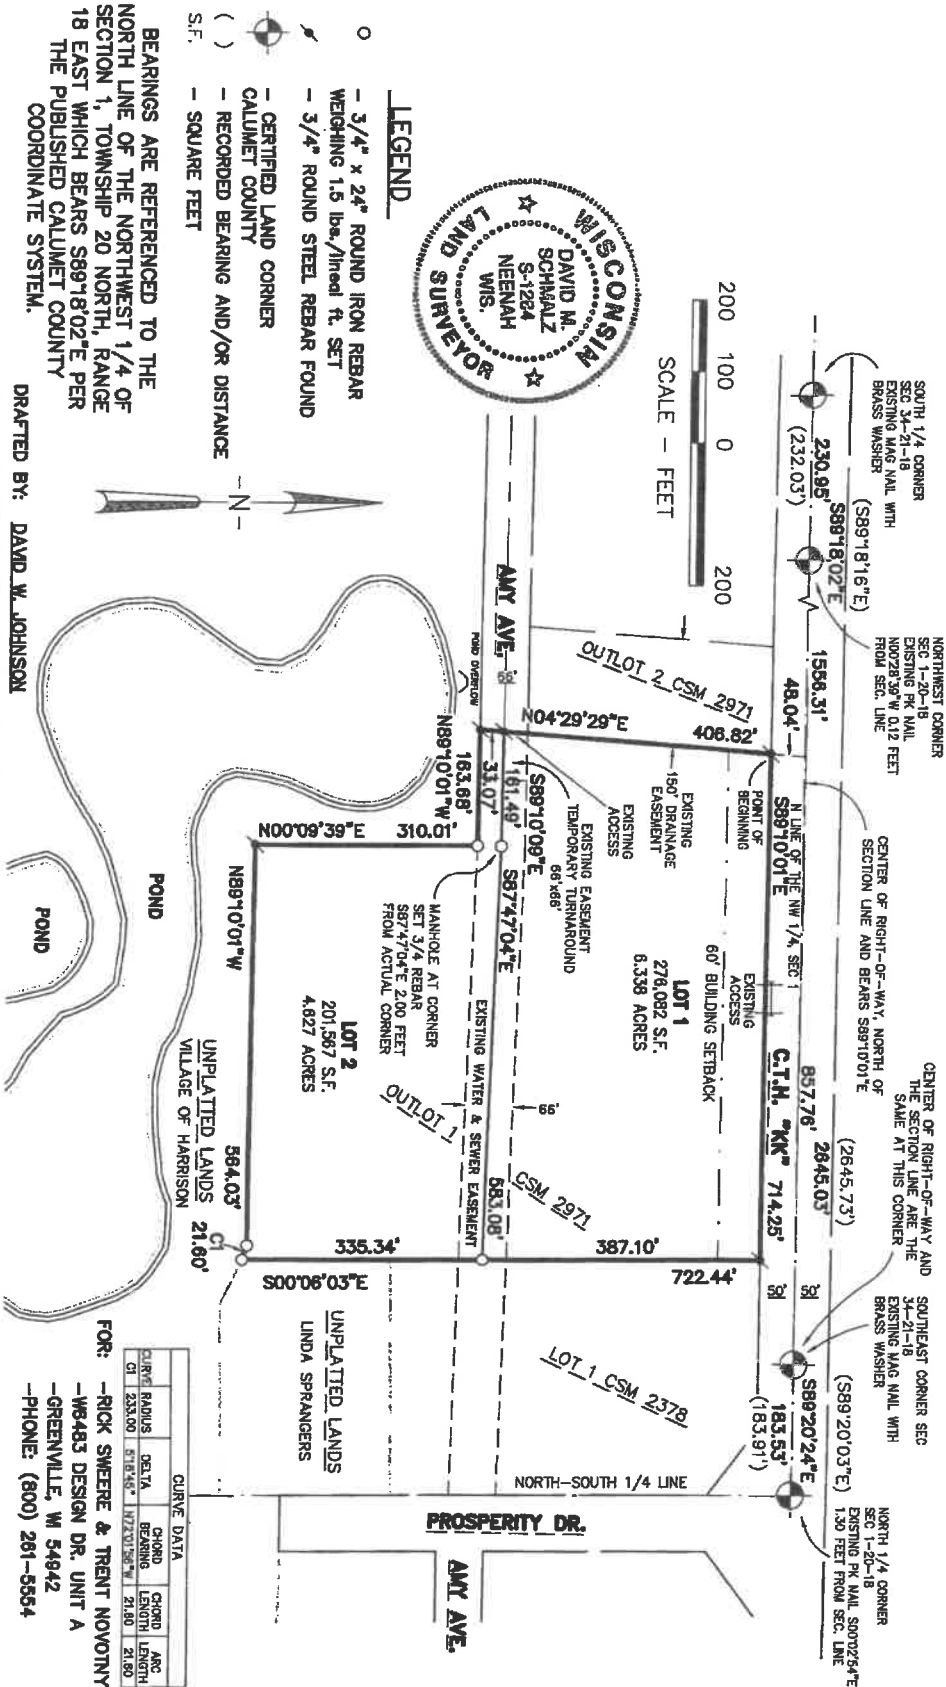 SOUTH 1/4 CORNER
SEC 34-21-18
EXISTING MAG NAIL WITH
BRASS WASHER
NORTHWEST CORNER
SEC 1-20-18
EXISTING PK NAIL
N00°28'39"W 0.12 FEET
FROM SEC. LINE
CENTER OF RIGHT-OF-WAY, NORTH OF
SECTION LINE AND BEARS S89°10'01"E
CENTER OF RIGHT-OF-WAY AND
THE SECTION LINE ARE THE
SAME AT THIS CORNER
SOUTHEAST CORNER SEC
34-21-18
EXISTING MAG NAIL WITH
BRASS WASHER
NORTH 1/4 CORNER
SEC 1-20-18
EXISTING PK NAIL S00°02'54"E
1.30 FEET FROM SEC. LINE
(S89°18'16"E)
S89°18'02"E
230.95'
(232.03')
1556.31'
48.04'
857.76'
2645.03'
(2645.73')
(S89°20'03"E)
S89°20'24"E
183.53'
(183.91')
N LINE OF THE NW 1/4, SEC 1
S89°10'01"E
C.T.H. "KK"
714.25'
50'
50'
200 100 0 200
SCALE - FEET
WISCONSIN
LAND SURVEYOR
DAVID M.
SCHMALZ
S-1284
NEENAH
WIS.
OUTLOT 2 CSM 2971
N04°29'29"E
406.82'
POINT OF
BEGINNING
EXISTING
150' DRAINAGE
EASEMENT
EXISTING
ACCESS
EXISTING
ACCESS
60' BUILDING SETBACK
LOT 1
276,082 S.F.
6.338 ACRES
387.10'
722.44'
LOT 1 CSM 2378
NORTH-SOUTH 1/4 LINE
EXISTING EASEMENT
TEMPORARY TURNAROUND
66'x66'
AMY AVE.
66'
S89°10'09"E
161.49'
33.07'
163.68'
N89°10'01"W
POND OVERFLOW
S87°47'04"E
583.08'
66'
CSM 2971
OUTLOT 1
EXISTING WATER & SEWER EASEMENT
MANHOLE AT CORNER
SET 3/4 REBAR
S87°47'04"E 2.00 FEET
FROM ACTUAL CORNER
N00°09'39"E
310.01'
LOT 2
201,567 S.F.
4.627 ACRES
335.34'
S00°06'03"E
N89°10'01"W
564.03'
C1
21.60'
UNPLATTED LANDS
VILLAGE OF HARRISON
UNPLATTED LANDS
LINDA SPRANGERS
PROSPERITY DR.
AMY AVE.
POND
POND
LEGEND
- 3/4" x 24" ROUND IRON REBAR
WEIGHING 1.5 lbs./lineal ft. SET
- 3/4" ROUND STEEL REBAR FOUND
- CERTIFIED LAND CORNER
CALUMET COUNTY
( ) - RECORDED BEARING AND/OR DISTANCE
S.F. - SQUARE FEET
-N-
BEARINGS ARE REFERENCED TO THE
NORTH LINE OF THE NORTHWEST 1/4 OF
SECTION 1, TOWNSHIP 20 NORTH, RANGE
18 EAST WHICH BEARS S89°18'02"E PER
THE PUBLISHED CALUMET COUNTY
COORDINATE SYSTEM.
DRAFTED BY: DAVID W. JOHNSON
CURVE DATA
CURVE RADIUS DELTA CHORD BEARING CHORD LENGTH ARC LENGTH
C1 233.00 5°18'45" N72°01'56"W 21.60 21.60
FOR: -RICK SWEERE & TRENT NOVOTNY
-W6483 DESIGN DR. UNIT A
-GREENVILLE, WI 54942
-PHONE: (800) 261-5554